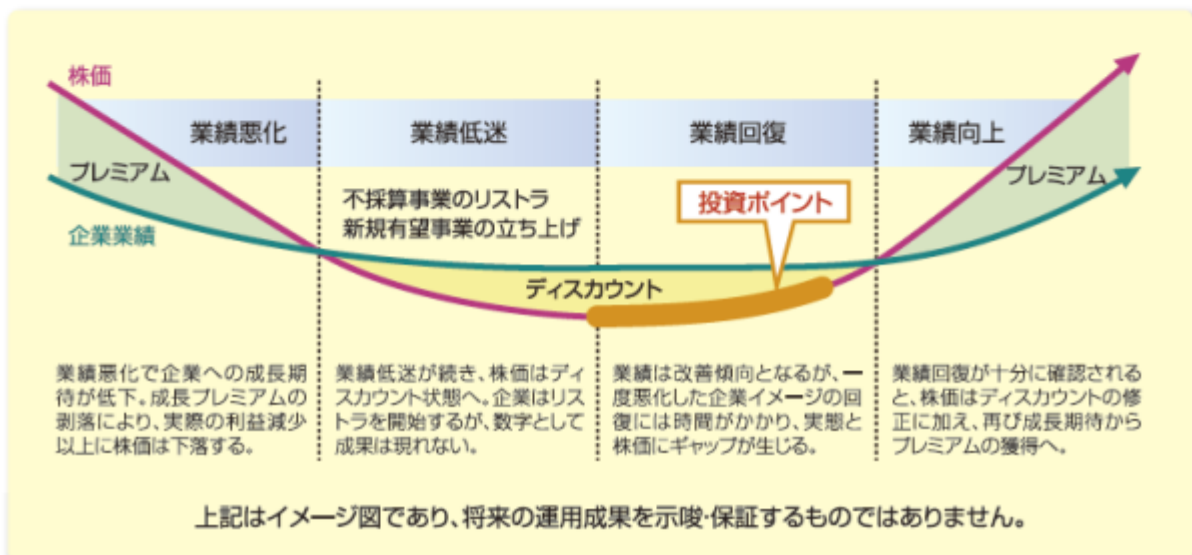 株価
業績悪化
業績低迷
業績回復
業績向上
プレミアム
プレミアム
不採算事業のリストラ
新規有望事業の立ち上げ
投資ポイント
企業業績
ディスカウント
業績悪化で企業への成長期
待が低下。成長プレミアムの
剥落により、実際の利益減少
以上に株価は下落する。
業績低迷が続き、株価はディ
スカウント状態へ。企業はリス
トラを開始するが、数字として
成果は現れない。
業績は改善傾向となるが、一
度悪化した企業イメージの回
復には時間がかかり、実態と
株価にギャップが生じる。
業績回復が十分に確認される
と、株価はディスカウントの修
正に加え、再び成長期待から
プレミアムの獲得へ。
上記はイメージ図であり、将来の運用成果を示唆・保証するものではありません。